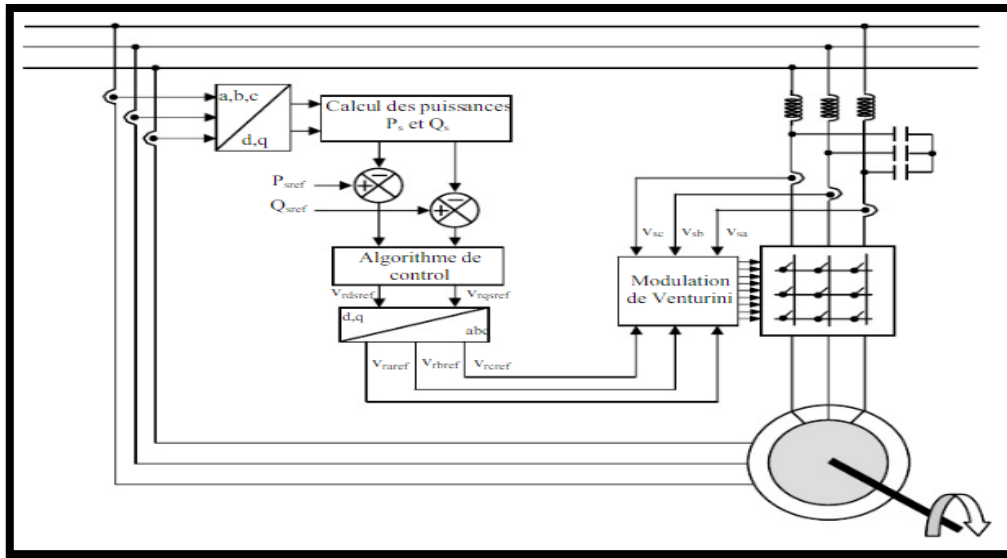 a,b,c
d,q
Calcul des puissances
Ps et Qs
Psref
Qsref
Algorithme de
control
Vrdsref
Vrqsref
d,q
abc
Vraref
Vrbref
Vrcref
Vsc
Vsb
Vsa
Modulation
de Venturini